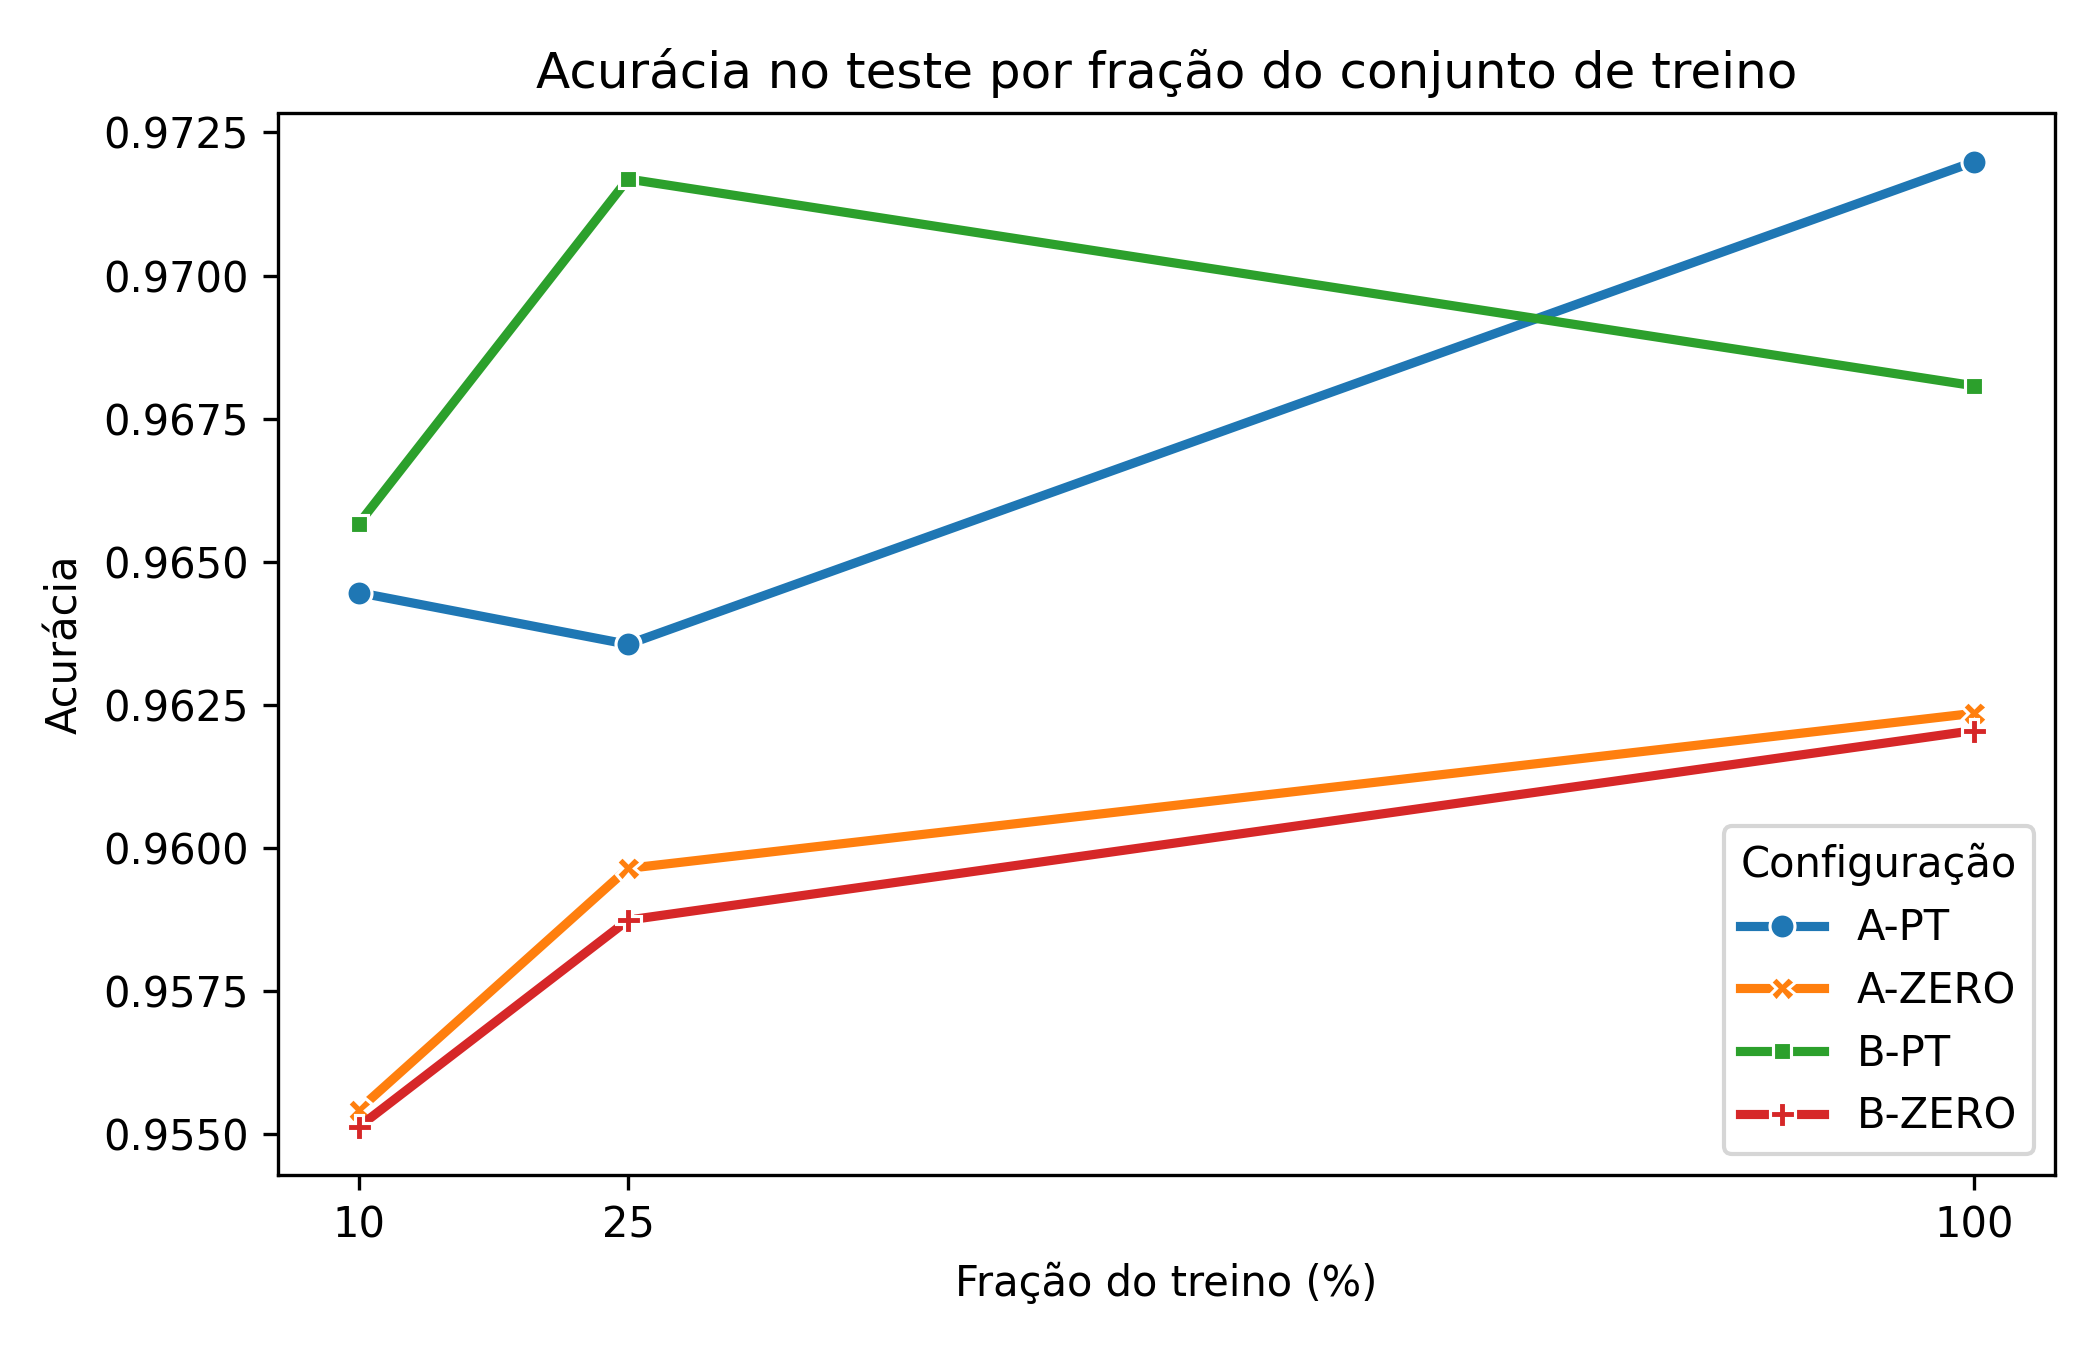 Acurácia no teste por fração do conjunto de treino
0.9725
0.9700
0.9675
0.9650
0.9625
0.9600
0.9575
0.9550
Acurácia
10 25 100
Fração do treino (%)
Configuração
A-PT
A-ZERO
B-PT
B-ZERO